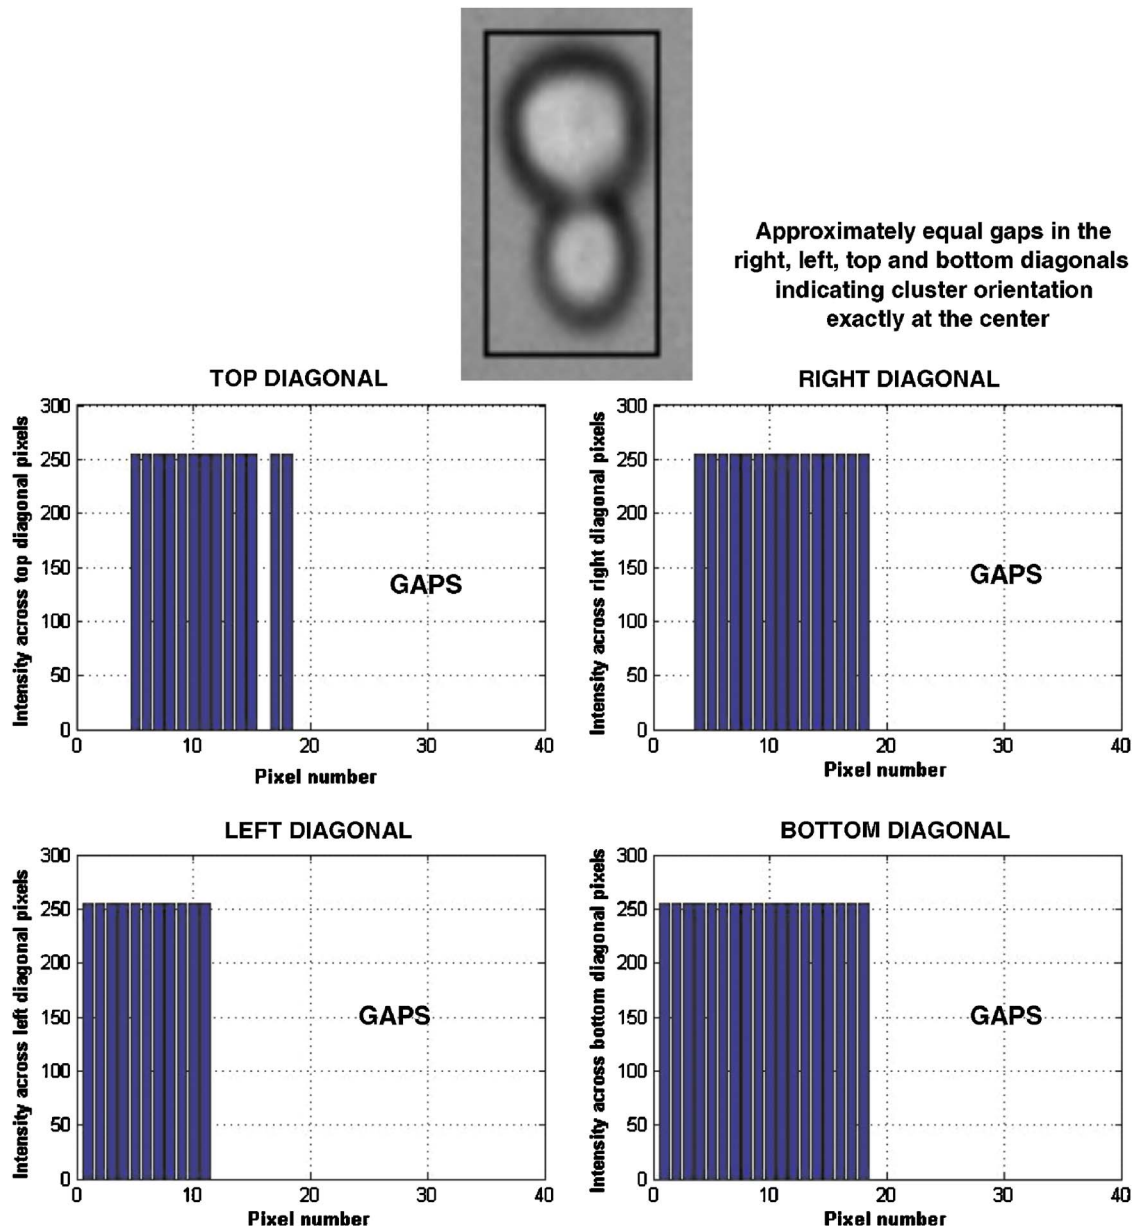 Approximately equal gaps in the
right, left, top and bottom diagonals
indicating cluster orientation
exactly at the center
TOP DIAGONAL
300
250
200
150
100
50
0
0 10 20 30 40
Intensity across top diagonal pixels
GAPS
Pixel number
RIGHT DIAGONAL
300
250
200
150
100
50
0
0 10 20 30 40
Intensity across right diagonal pixels
GAPS
Pixel number
LEFT DIAGONAL
300
250
200
150
100
50
0
0 10 20 30 40
Intensity across left diagonal pixels
GAPS
Pixel number
BOTTOM DIAGONAL
300
250
200
150
100
50
0
0 10 20 30 40
Intensity across bottom diagonal pixels
GAPS
Pixel number